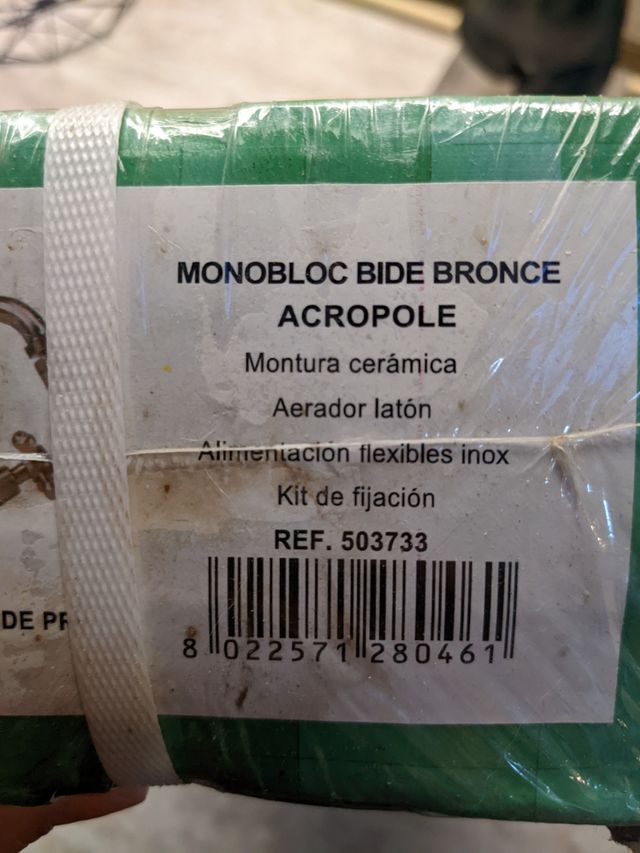 MONOBLOC BIDE BRONCE
ACROPOLE
Montura cerámica
Aerador latón
Alimentación flexibles inox
Kit de fijación
REF. 503733
8 022571 280461
DE